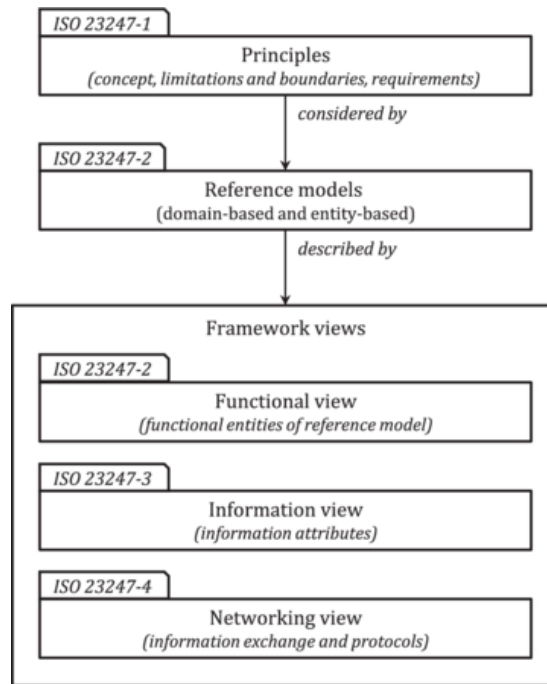 ISO 23247-1
Principles
(concept, limitations and boundaries, requirements)
considered by
ISO 23247-2
Reference models
(domain-based and entity-based)
described by
Framework views
ISO 23247-2
Functional view
(functional entities of reference model)
ISO 23247-3
Information view
(information attributes)
ISO 23247-4
Networking view
(information exchange and protocols)